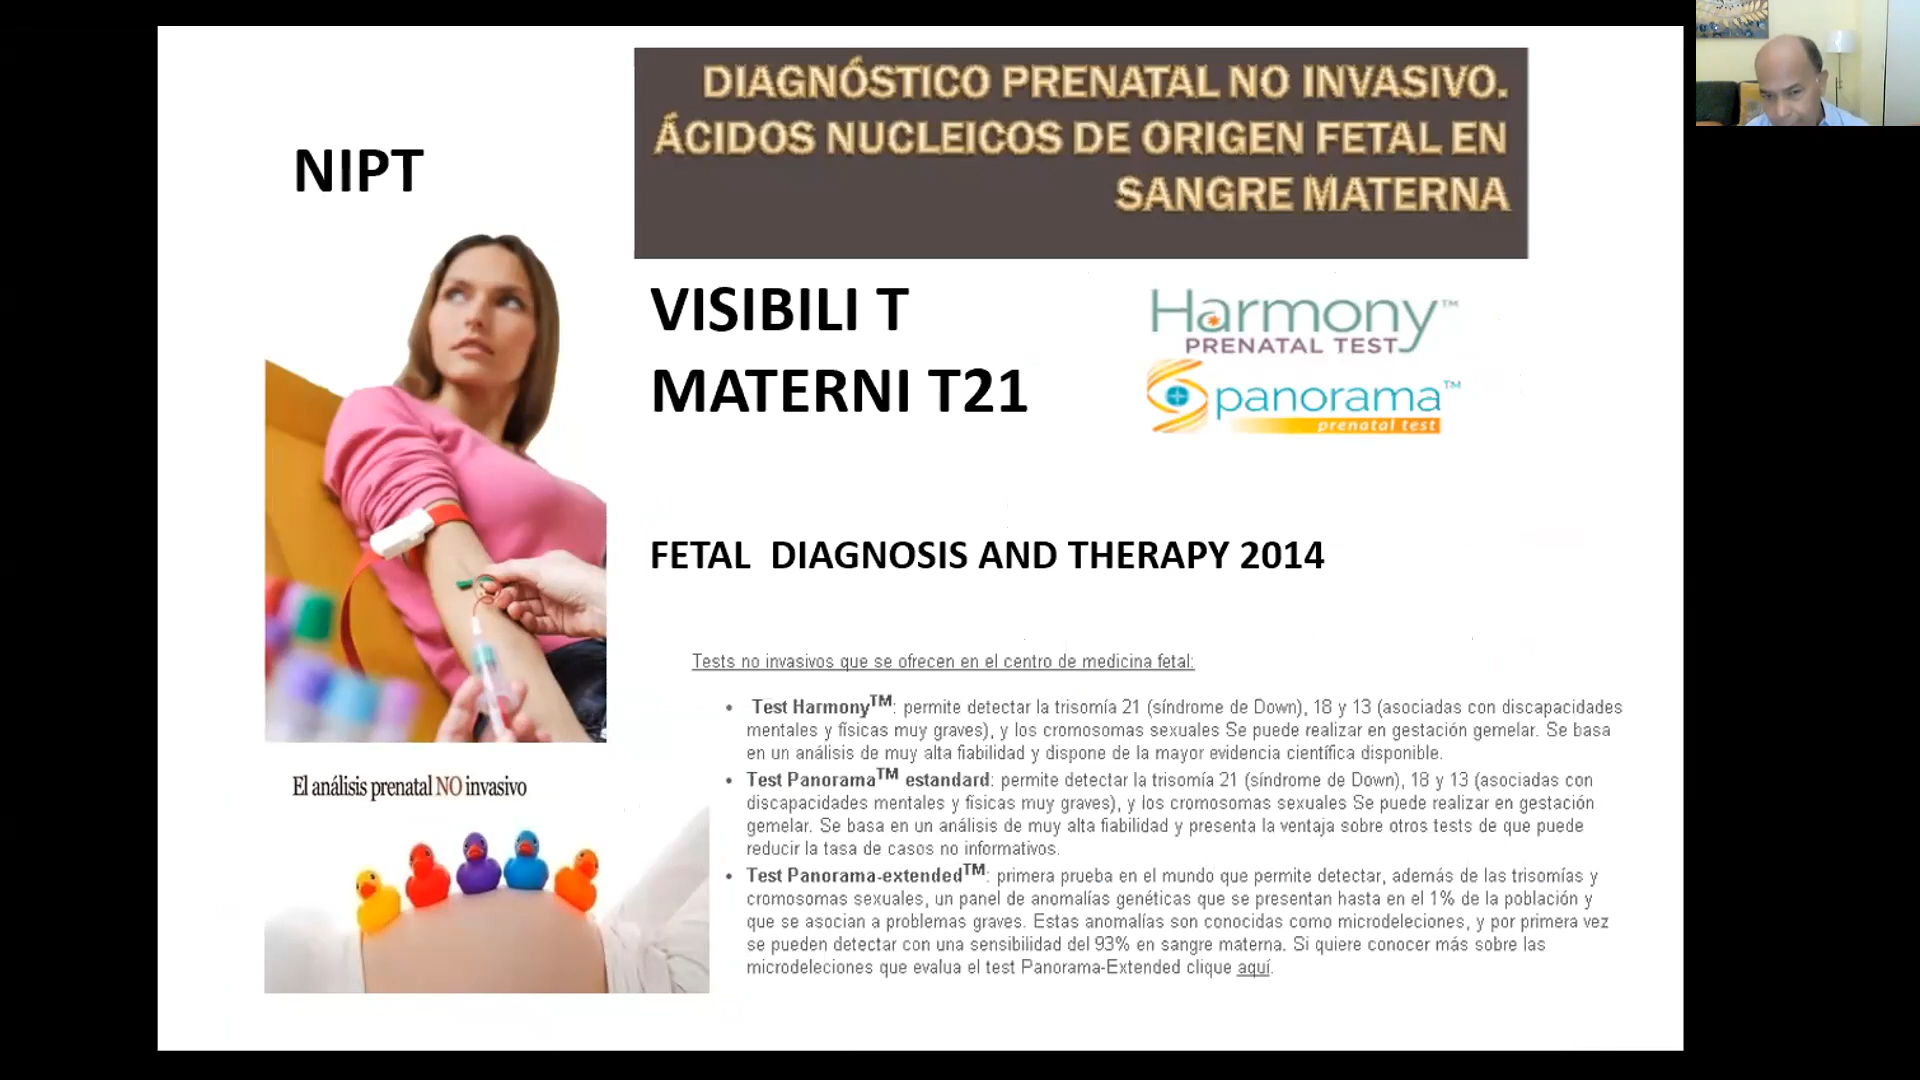 NIPT
DIAGNÓSTICO PRENATAL NO INVASIVO.
ÁCIDOS NUCLEICOS DE ORIGEN FETAL EN
SANGRE MATERNA
VISIBILI T
MATERNI T21
Harmony™
PRENATAL TEST
panorama™
prenatal test
FETAL  DIAGNOSIS AND THERAPY 2014
El análisis prenatal NO invasivo
Tests no invasivos que se ofrecen en el centro de medicina fetal:
• Test Harmony™: permite detectar la trisomía 21 (síndrome de Down), 18 y 13 (asociadas con discapacidades
mentales y físicas muy graves), y los cromosomas sexuales Se puede realizar en gestación gemelar. Se basa
en un análisis de muy alta fiabilidad y dispone de la mayor evidencia científica disponible.
• Test Panorama™ estandard: permite detectar la trisomía 21 (síndrome de Down), 18 y 13 (asociadas con
discapacidades mentales y físicas muy graves), y los cromosomas sexuales Se puede realizar en gestación
gemelar. Se basa en un análisis de muy alta fiabilidad y presenta la ventaja sobre otros tests de que puede
reducir la tasa de casos no informativos.
• Test Panorama-extended™: primera prueba en el mundo que permite detectar, además de las trisomías y
cromosomas sexuales, un panel de anomalías genéticas que se presentan hasta en el 1% de la población y
que se asocian a problemas graves. Estas anomalías son conocidas como microdeleciones, y por primera vez
se pueden detectar con una sensibilidad del 93% en sangre materna. Si quiere conocer más sobre las
microdeleciones que evalua el test Panorama-Extended clique aquí.